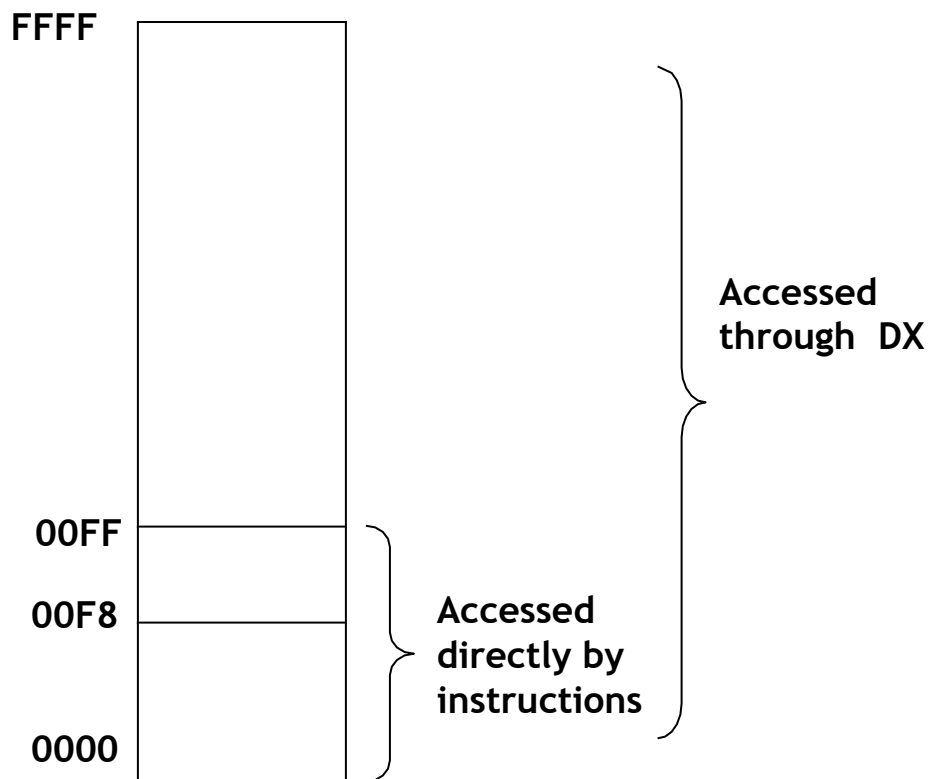 FFFF
Accessed
through DX
00FF
00F8
Accessed
directly by
instructions
0000